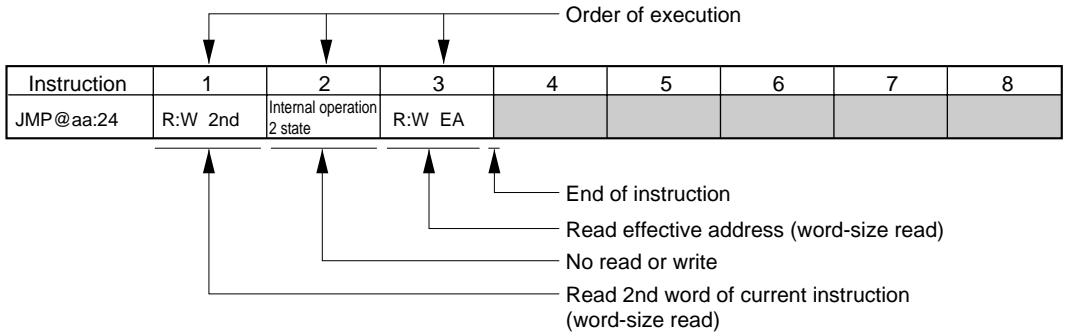 Order of execution
Instruction 1 2 3 4 5 6 7 8
JMP@aa:24 R:W 2nd Internal operation R:W EA
2 state
End of instruction
Read effective address (word-size read)
No read or write
Read 2nd word of current instruction
(word-size read)